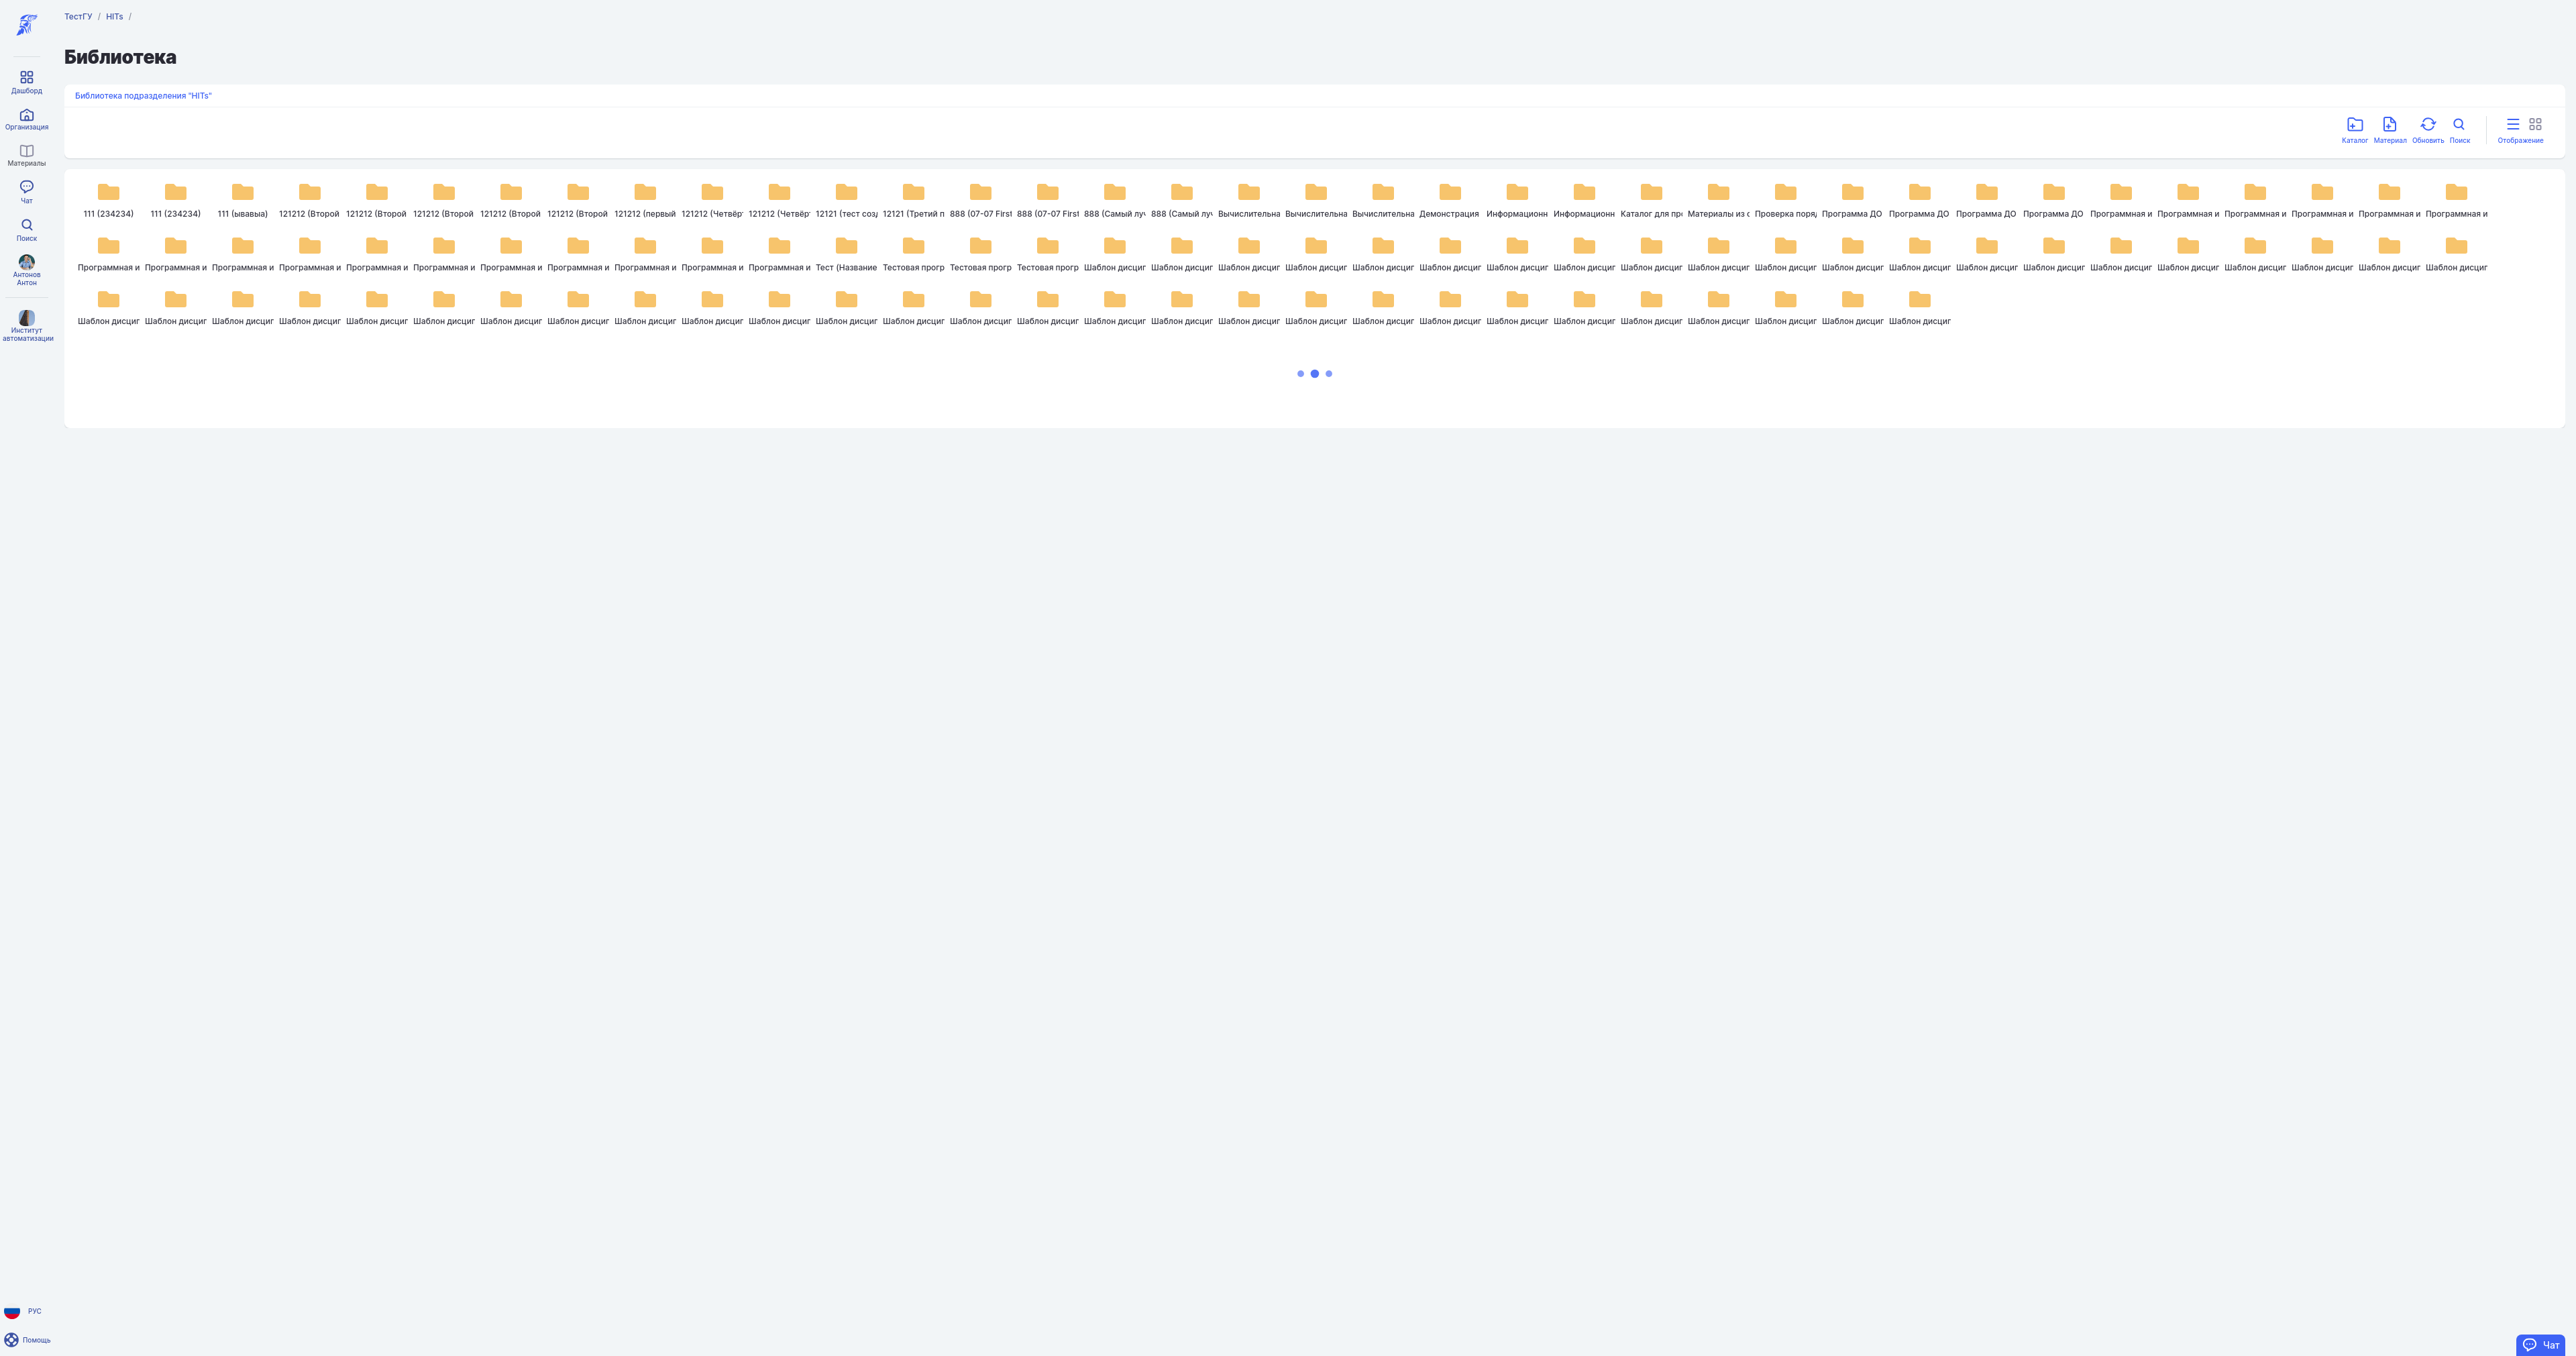 ТестГУ / HITs /
Библиотека
Дашборд
Организация
Материалы
Чат
Поиск
Антонов
Антон
Институт
автоматизации
Библиотека подразделения "HITs"
Каталог Материал Обновить Поиск Отображение
111 (234234) 111 (234234) 111 (ывавыа) 121212 (Второй 121212 (Второй 121212 (Второй 121212 (Второй 121212 (Второй 121212 (первый 121212 (Четвёр 121212 (Четвёр 12121 (тест соз 12121 (Третий п 888 (07-07 First 888 (07-07 First 888 (Самый лу 888 (Самый лу Вычислительна Вычислительна Вычислительна Демонстрация Информационн Информационн Каталог для пр Материалы из с Проверка поря Программа ДО Программа ДО Программа ДО Программа ДО Программная и Программная и Программная и Программная и Программная и Программная и
Программная и Программная и Программная и Программная и Программная и Программная и Программная и Программная и Программная и Программная и Программная и Тест (Название Тестовая прогр Тестовая прогр Тестовая прогр Шаблон дисцип Шаблон дисцип Шаблон дисцип Шаблон дисцип Шаблон дисцип Шаблон дисцип Шаблон дисцип Шаблон дисцип Шаблон дисцип Шаблон дисцип Шаблон дисцип Шаблон дисцип Шаблон дисцип Шаблон дисцип Шаблон дисцип Шаблон дисцип Шаблон дисцип Шаблон дисцип Шаблон дисцип Шаблон дисцип Шаблон дисцип
Шаблон дисцип Шаблон дисцип Шаблон дисцип Шаблон дисцип Шаблон дисцип Шаблон дисцип Шаблон дисцип Шаблон дисцип Шаблон дисцип Шаблон дисцип Шаблон дисцип Шаблон дисцип Шаблон дисцип Шаблон дисцип Шаблон дисцип Шаблон дисцип Шаблон дисцип Шаблон дисцип Шаблон дисцип Шаблон дисцип Шаблон дисцип Шаблон дисцип Шаблон дисцип Шаблон дисцип Шаблон дисцип Шаблон дисцип Шаблон дисцип Шаблон дисцип
РУС
Помощь
Чат